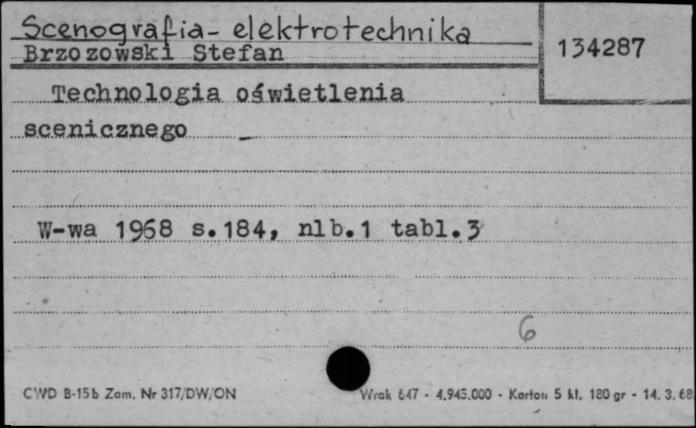 Scenografia - elektrotechnika
Brzozowski Stefan
134287
Technologia oświetlenia
scenicznego
W-wa 1968 s.184, nlb.1 tabl.3
6
CWD B-15b Zam. Nr 317/DW/ON
Wrak 647 - 4.945.000 - Karton 5 kl. 180 gr - 14. 3. 68